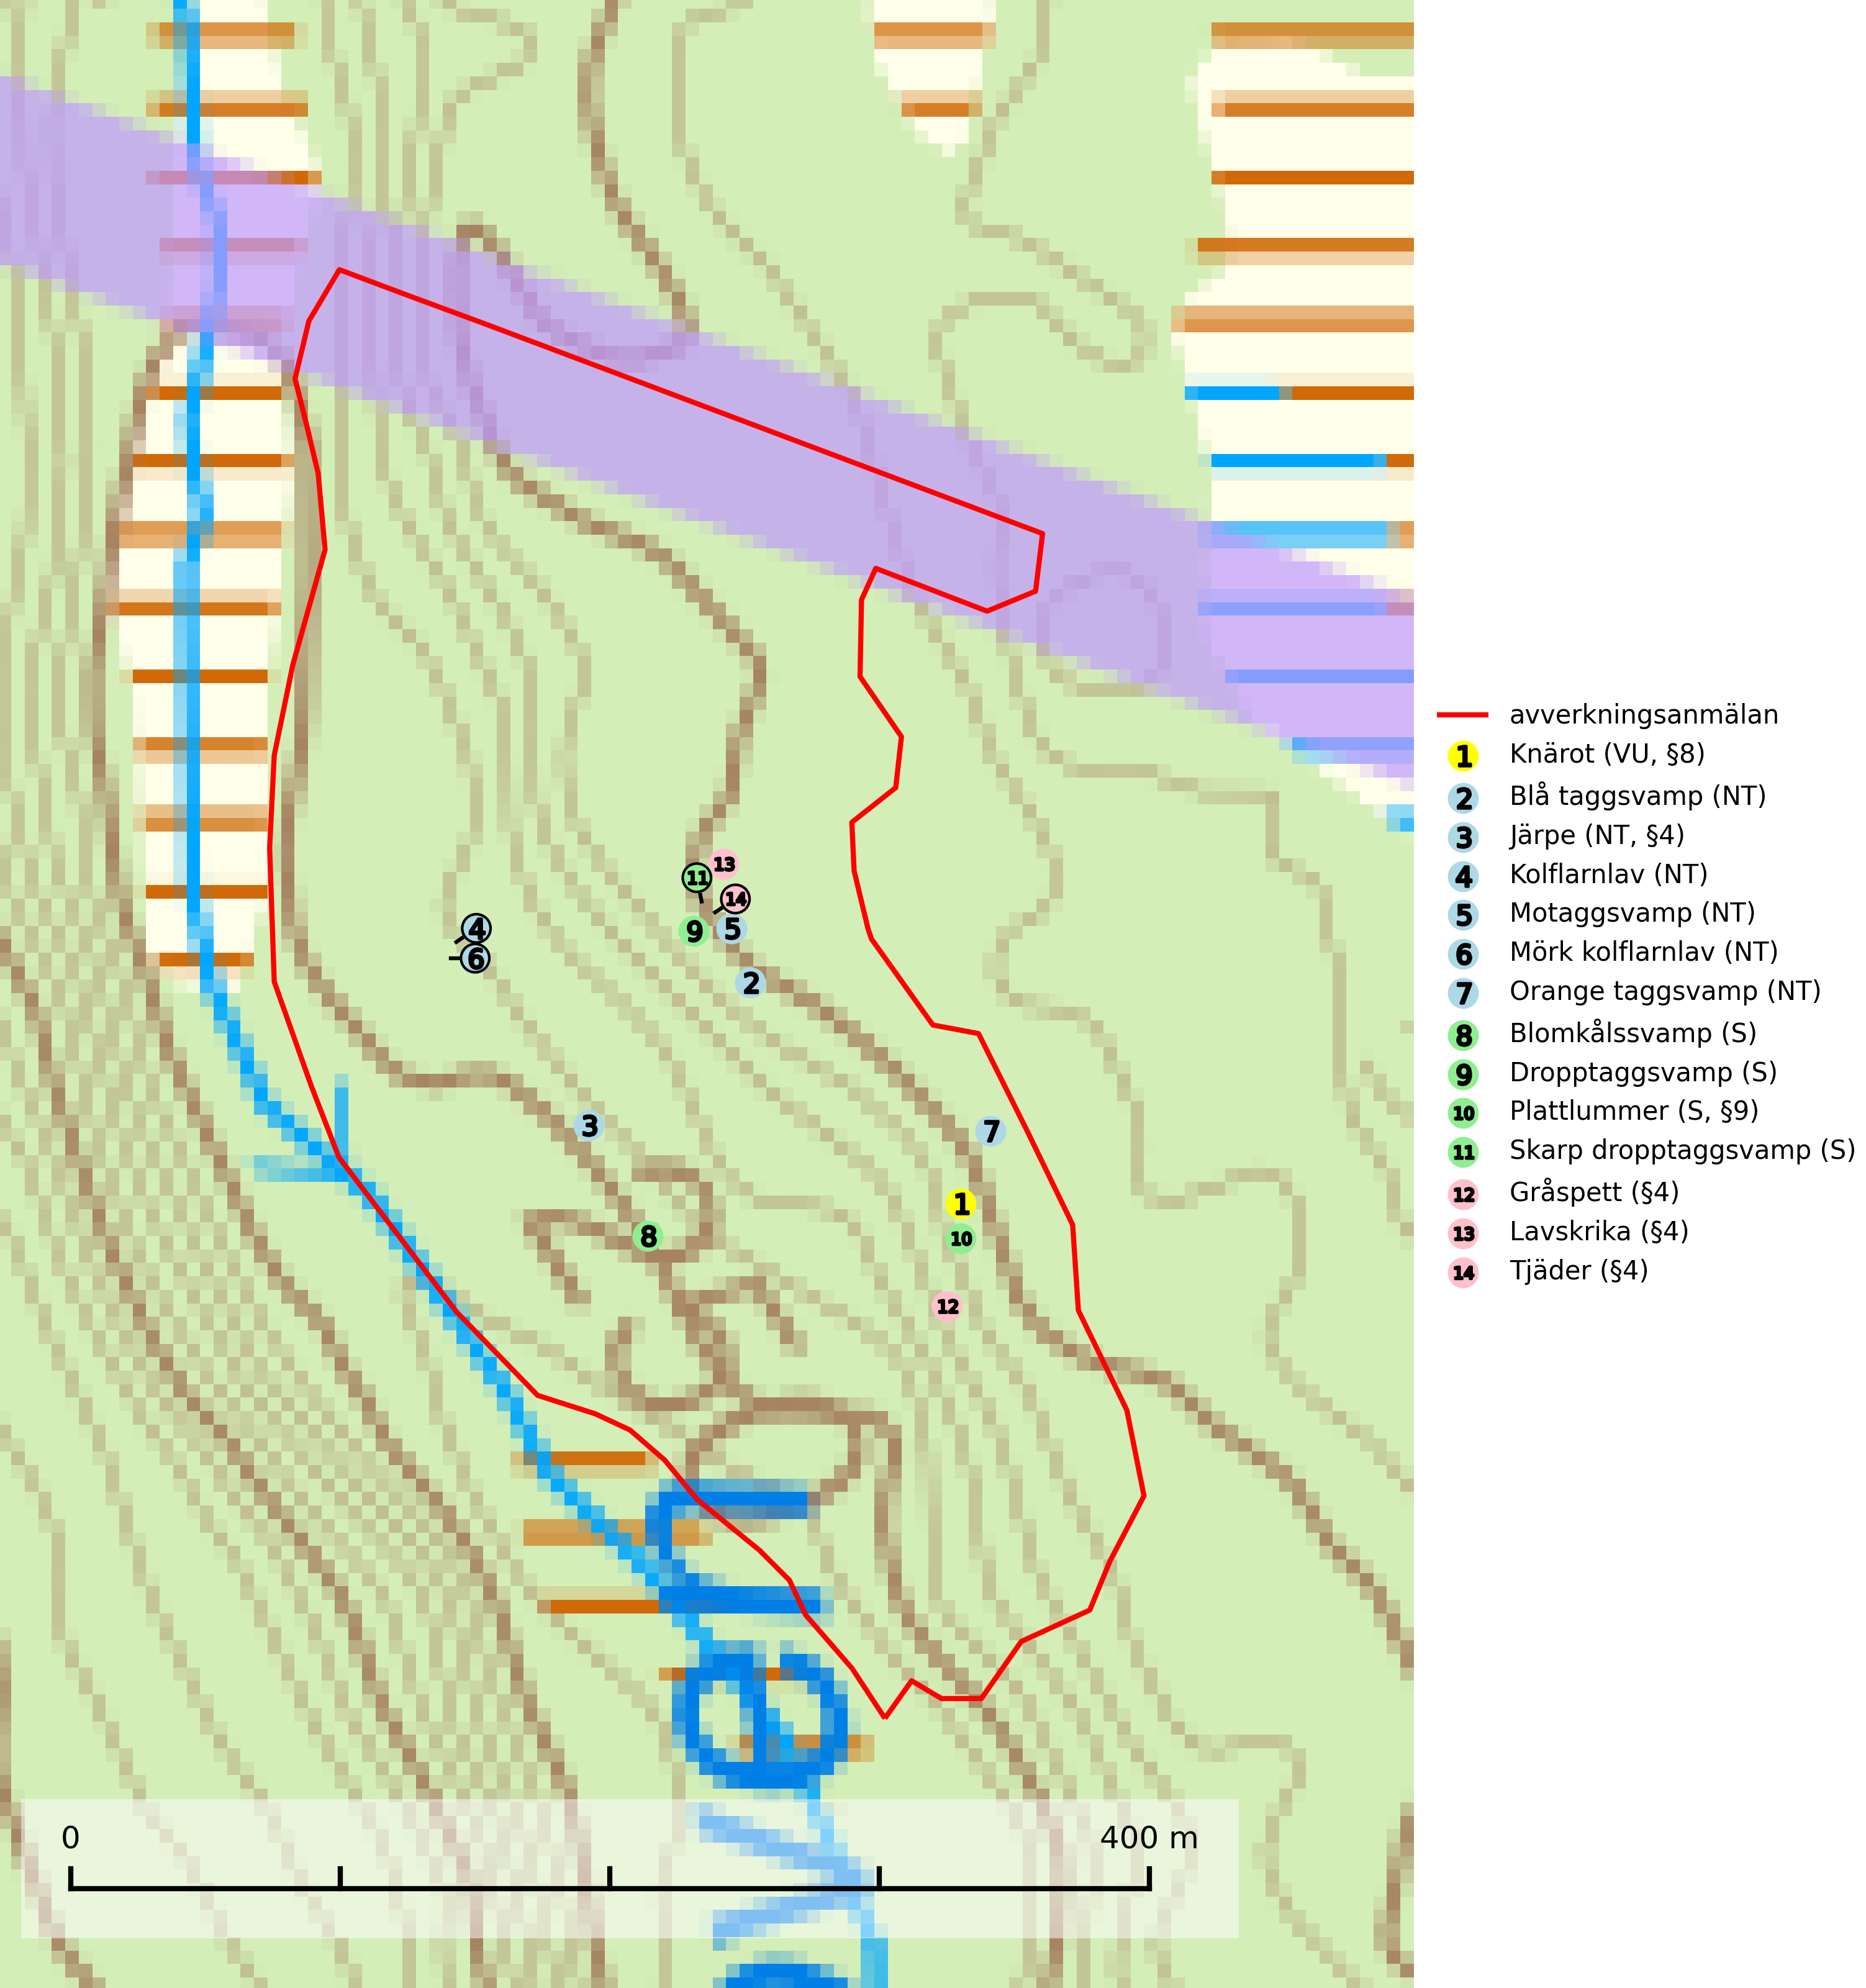 13
11
14
4
9
5
6
2
3
7
1
8
10
12
0
400 m
avverkningsanmälan
1 Knärot (VU, §8)
2 Blå taggsvamp (NT)
3 Järpe (NT, §4)
4 Kolflarnlav (NT)
5 Motaggsvamp (NT)
6 Mörk kolflarnlav (NT)
7 Orange taggsvamp (NT)
8 Blomkålssvamp (S)
9 Dropptaggsvamp (S)
10 Plattlummer (S, §9)
11 Skarp dropptaggsvamp (S)
12 Gråspett (§4)
13 Lavskrika (§4)
14 Tjäder (§4)